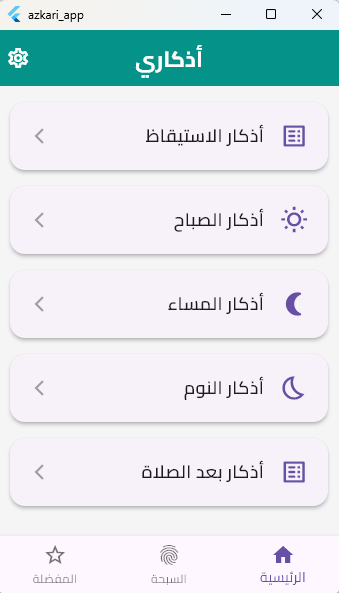 azkari_app
أذكاري
أذكار الاستيقاظ
أذكار الصباح
أذكار المساء
أذكار النوم
أذكار بعد الصلاة
الرئيسية
السبحة
المفضلة